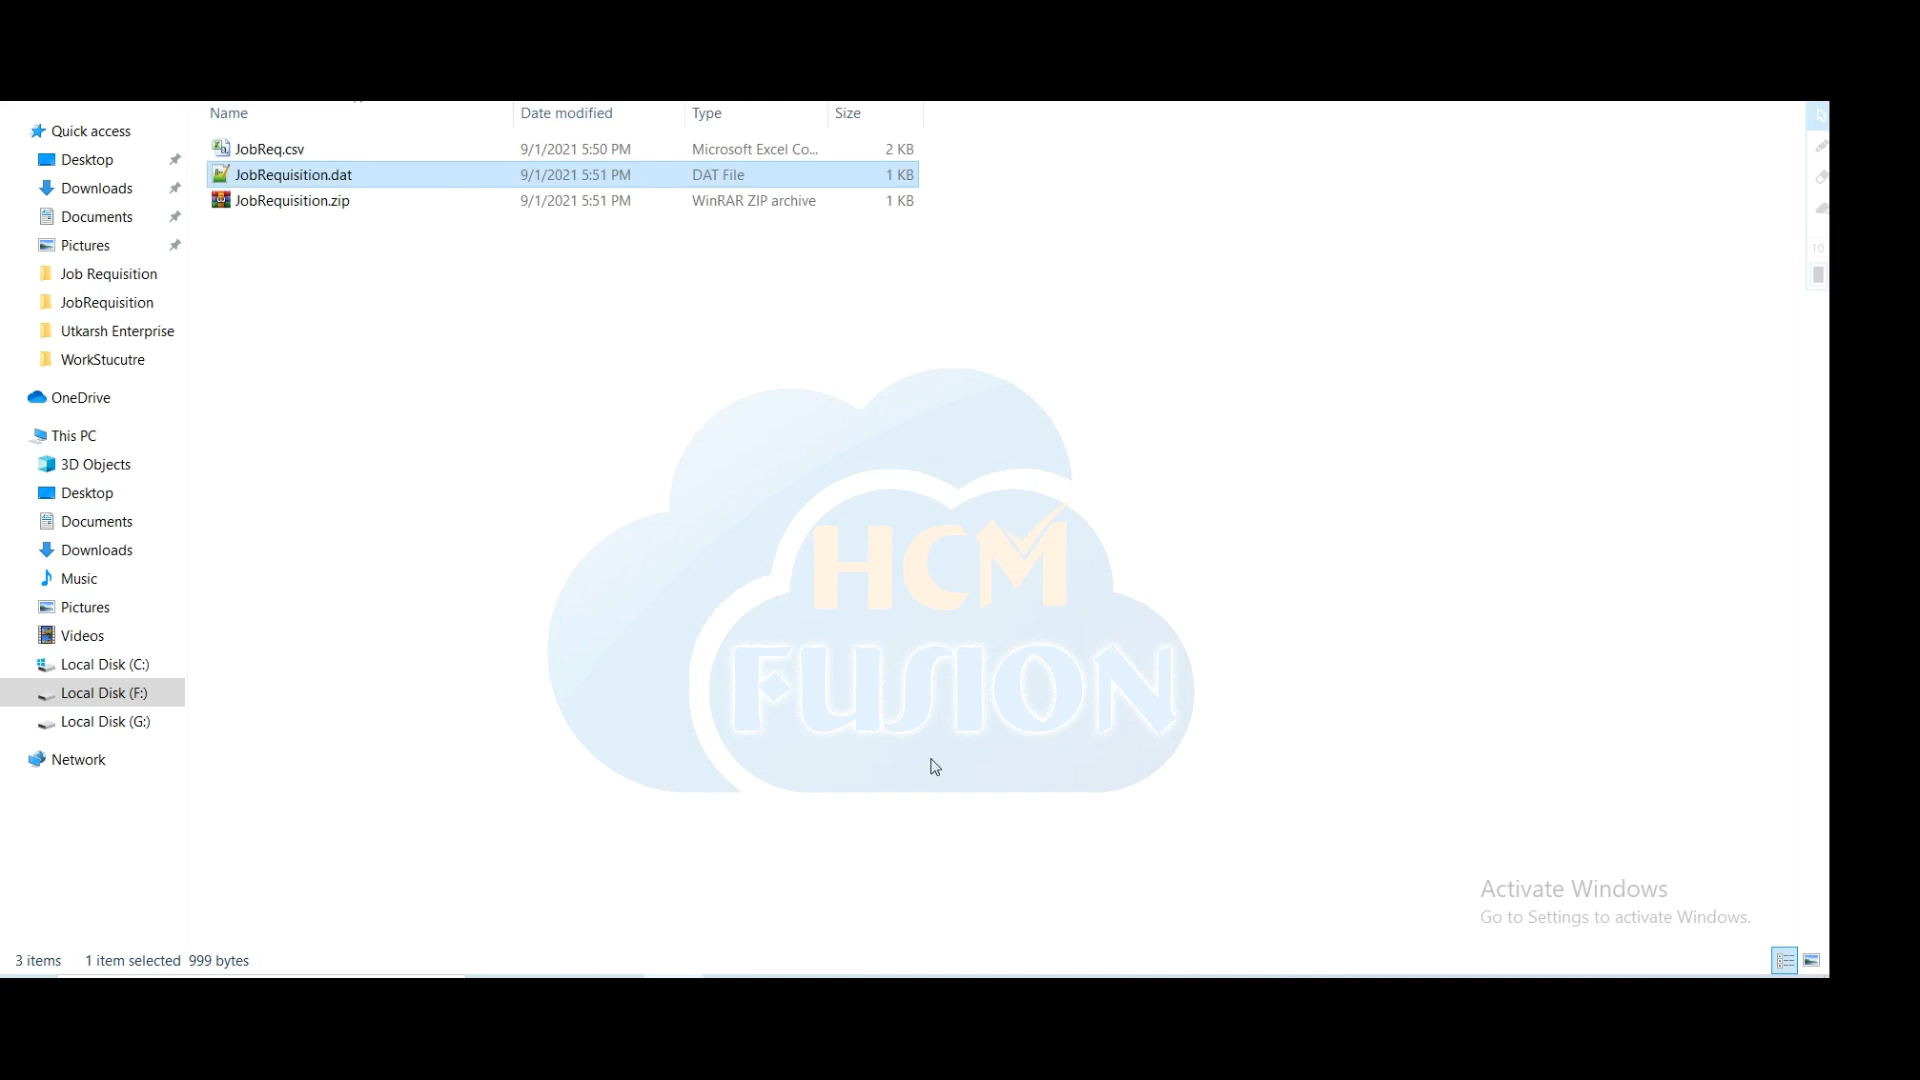 Name Date modified Type Size
Quick access
Desktop
Downloads
Documents
Pictures
Job Requisition
JobRequisition
Utkarsh Enterprise
WorkStucutre
OneDrive
This PC
3D Objects
Desktop
Documents
Downloads
Music
Pictures
Videos
Local Disk (C:)
Local Disk (F:)
Local Disk (G:)
Network
JobReq.csv 9/1/2021 5:50 PM Microsoft Excel Co... 2 KB
JobRequisition.dat 9/1/2021 5:51 PM DAT File 1 KB
JobRequisition.zip 9/1/2021 5:51 PM WinRAR ZIP archive 1 KB
10
HCM
FUSION
Activate Windows
Go to Settings to activate Windows.
3 items 1 item selected 999 bytes